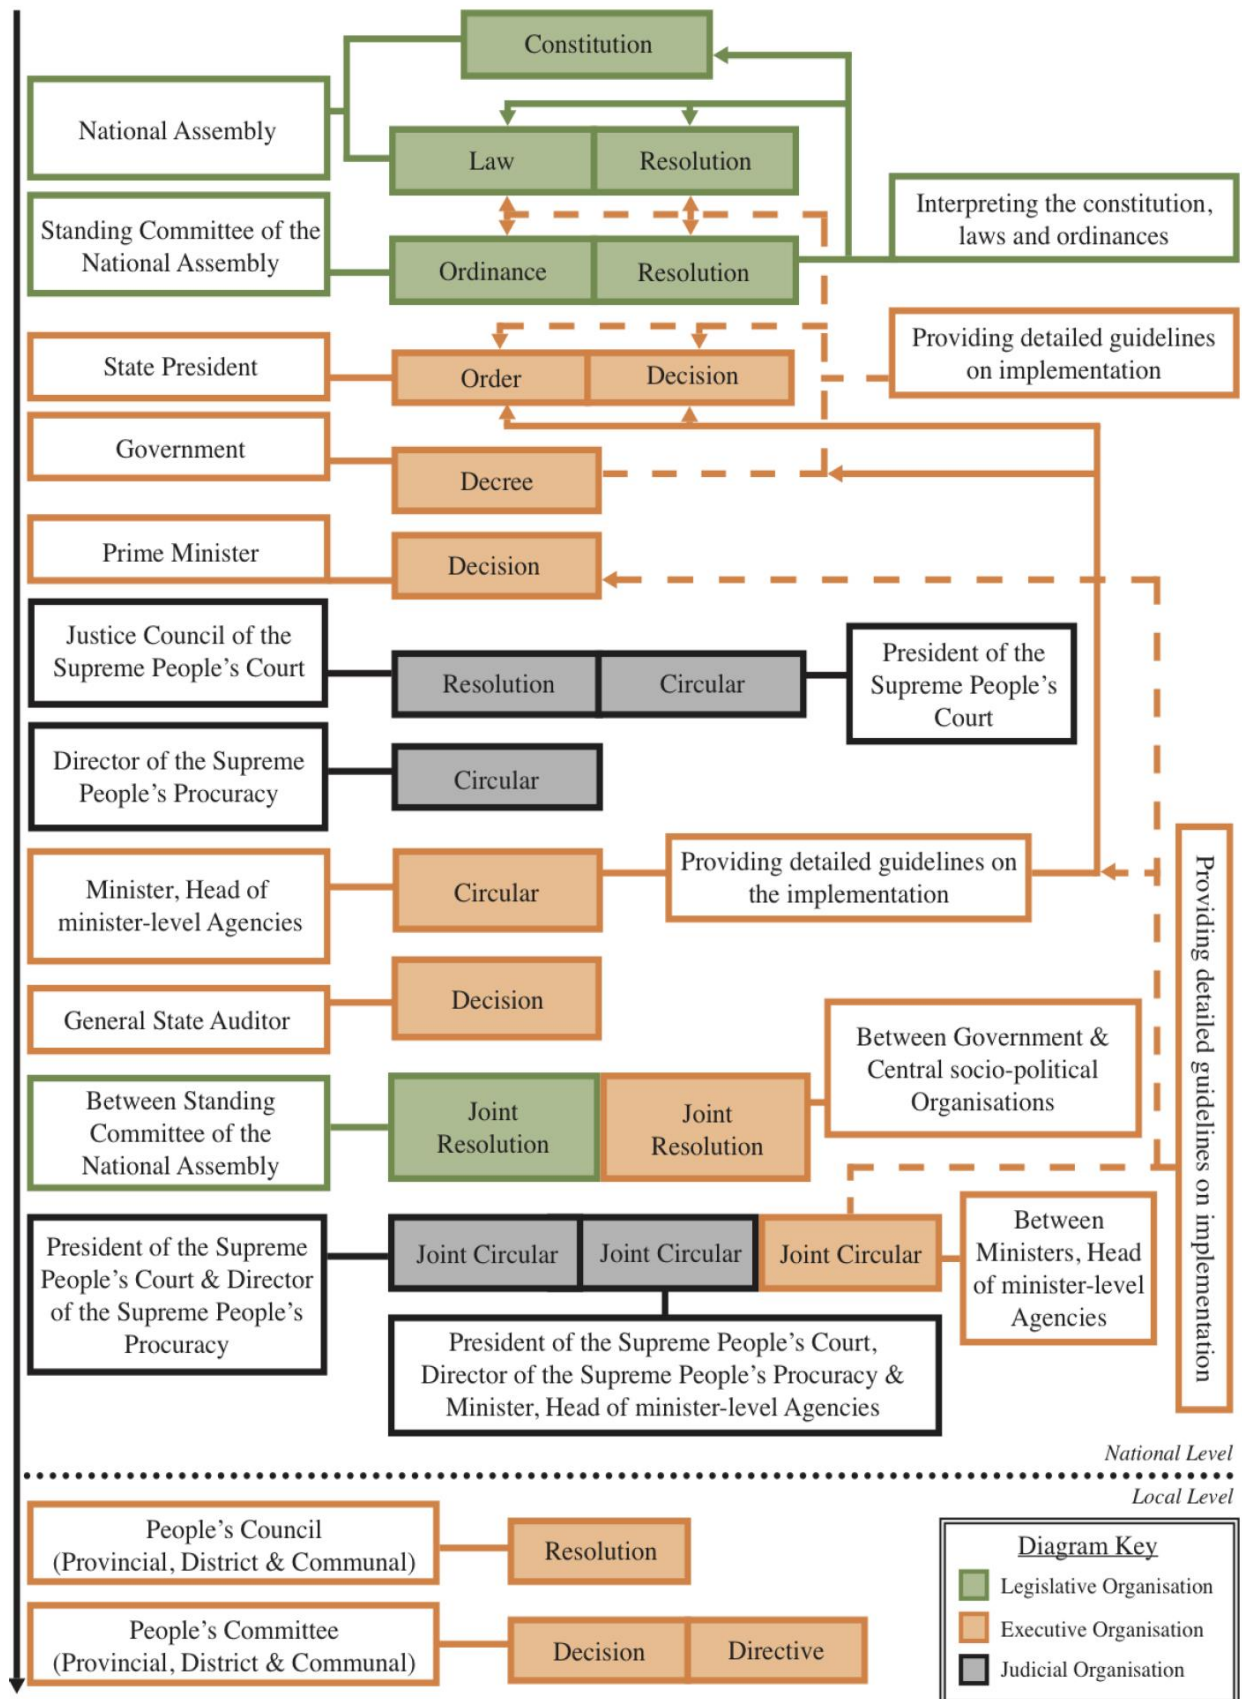 Constitution
National Assembly
Law
Resolution
Standing Committee of the
National Assembly
Ordinance
Resolution
Interpreting the constitution,
laws and ordinances
State President
Order
Decision
Providing detailed guidelines
on implementation
Government
Decree
Prime Minister
Decision
Justice Council of the
Supreme People's Court
Resolution
Circular
President of the
Supreme People's
Court
Director of the Supreme
People's Procuracy
Circular
Minister, Head of
minister-level Agencies
Circular
Providing detailed guidelines on
the implementation
Providing detailed guidelines on implementation
General State Auditor
Decision
Between Standing
Committee of the
National Assembly
Joint
Resolution
Joint
Resolution
Between Government &
Central socio-political
Organisations
President of the Supreme
People's Court & Director
of the Supreme People's
Procuracy
Joint Circular
Joint Circular
Joint Circular
Between
Ministers, Head
of minister-level
Agencies
President of the Supreme People's Court,
Director of the Supreme People's Procuracy &
Minister, Head of minister-level Agencies
National Level
Local Level
People's Council
(Provincial, District & Communal)
Resolution
People's Committee
(Provincial, District & Communal)
Decision
Directive
Diagram Key
Legislative Organisation
Executive Organisation
Judicial Organisation